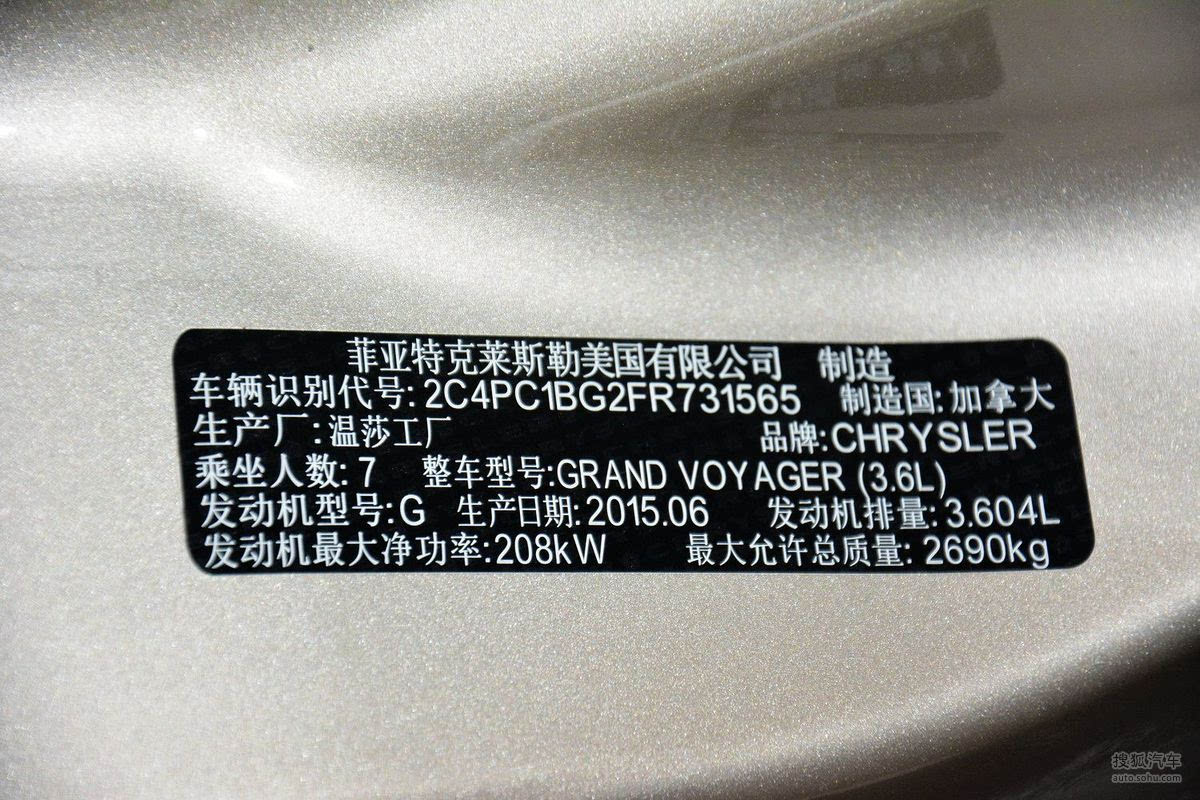 菲亚特克莱斯勒美国有限公司 制造
车辆识别代号: 2C4PC1BG2FR731565 制造国: 加拿大
生产厂: 温莎工厂 品牌: CHRYSLER
乘坐人数: 7 整车型号: GRAND VOYAGER (3.6L)
发动机型号: G 生产日期: 2015.06 发动机排量: 3.604L
发动机最大净功率: 208kW 最大允许总质量: 2690kg
搜狐汽车
auto.sohu.com